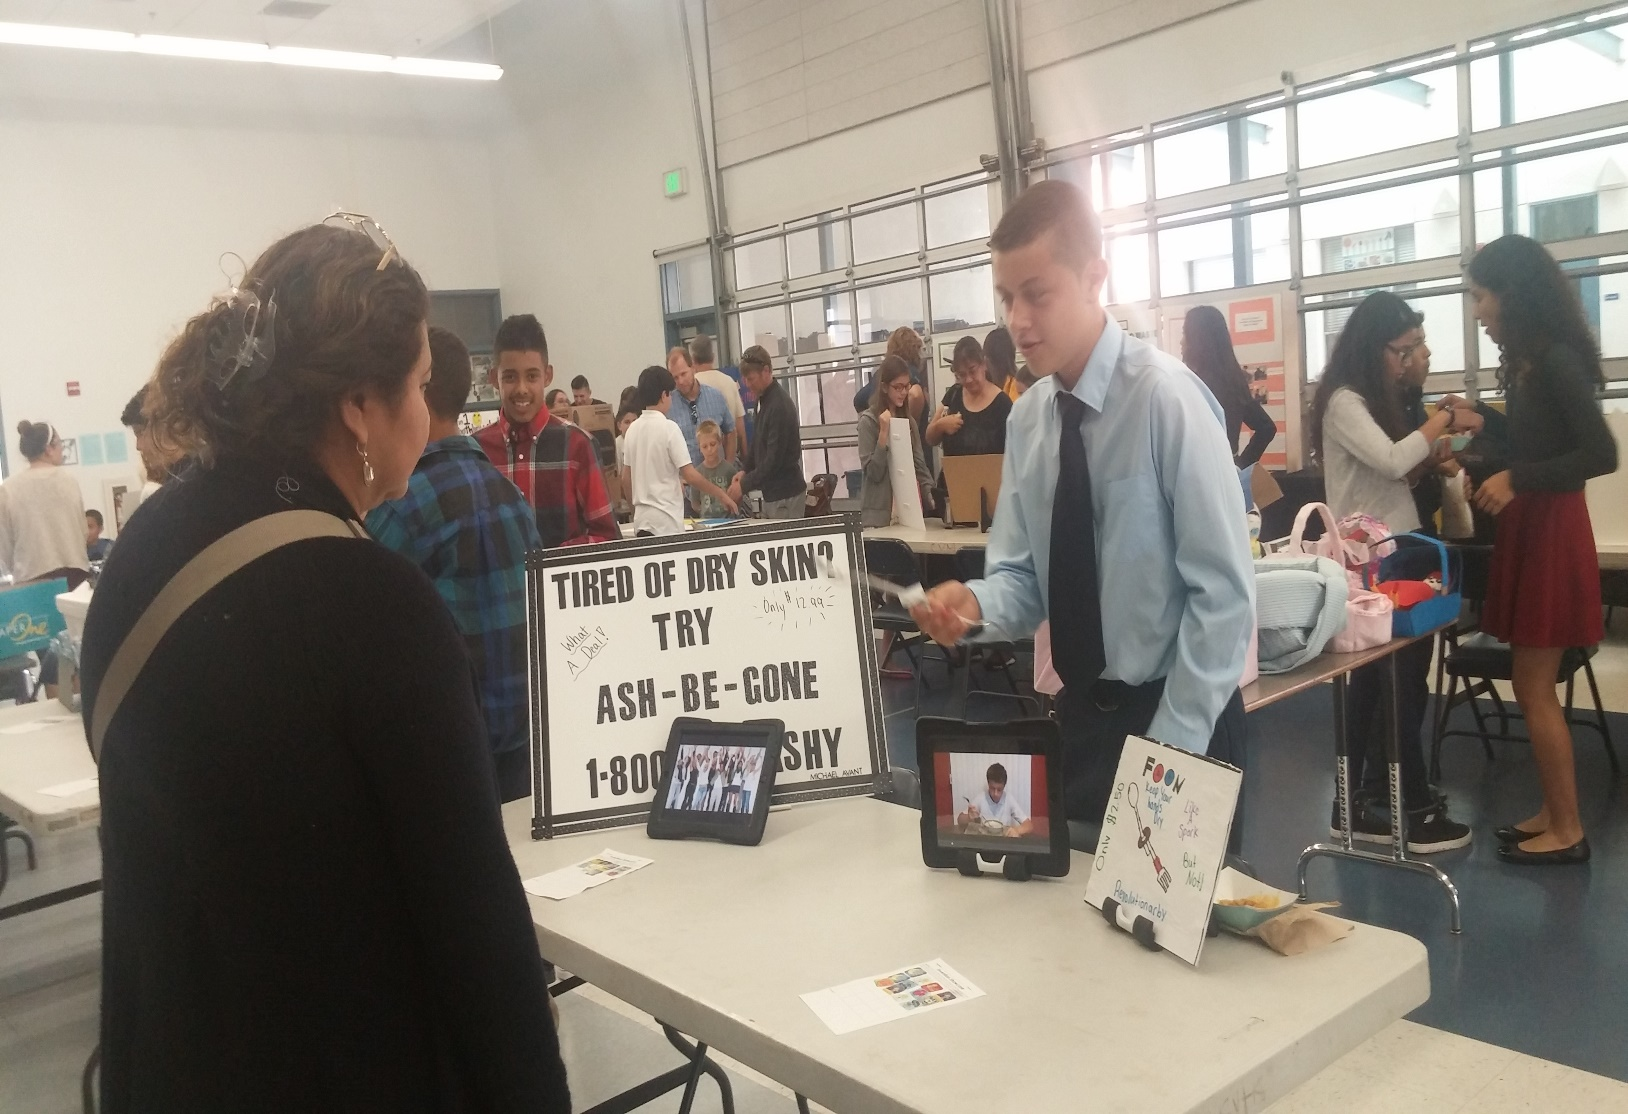 TIRED OF DRY SKIN?
Only $12.99
TRY
What
A Deal!
ASH-BE-GONE
1-800
SHY
MICHAEL AVANT
FOON
Keep Your
hands
Dry
Only $2.50
Like
A
Spork
But
Not!